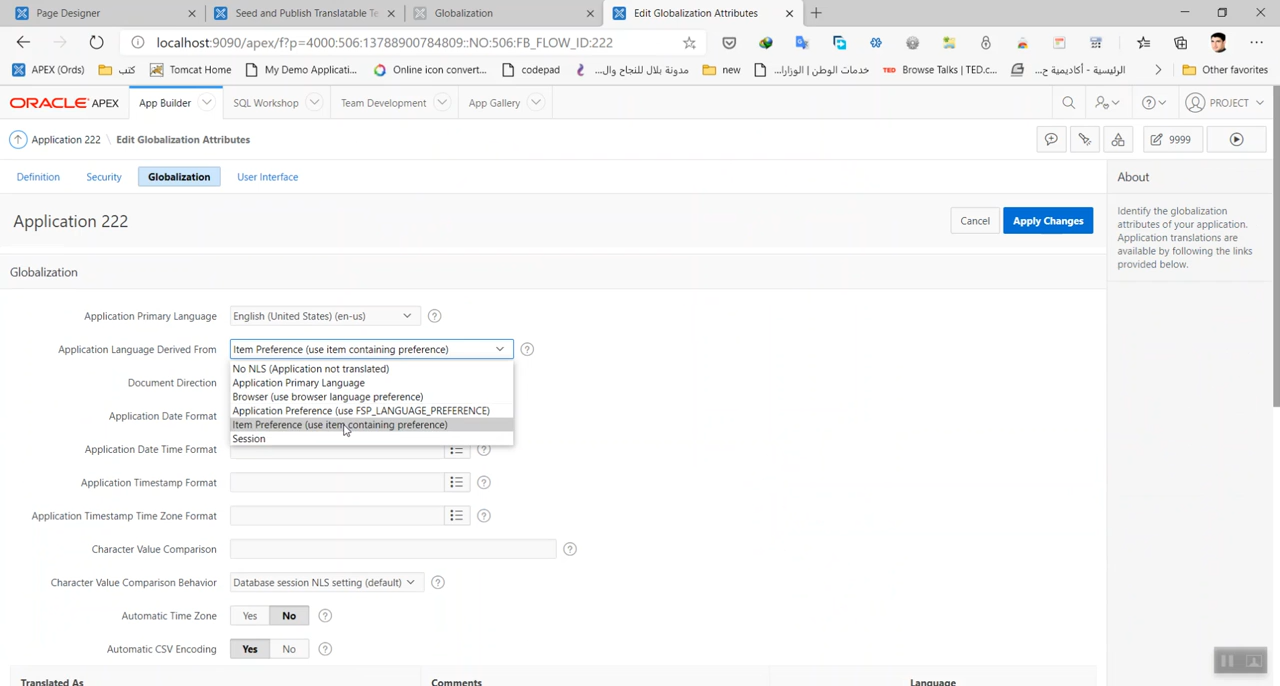 Page Designer
Seed and Publish Translatable Te
Globalization
Edit Globalization Attributes
localhost:9090/apex/f?p=4000:506:13788900784809::NO:506:FB_FLOW_ID:222
APEX (Ords)
كتب
Tomcat Home
My Demo Applicati...
Online icon convert...
codepad
مدونة بلال للنجاح وال...
new
خدمات الوطن | الوزارا...
TED
Browse Talks | TED.c...
الرئيسية - أكاديمية ح...
Other favorites
ORACLE APEX
App Builder
SQL Workshop
Team Development
App Gallery
PROJECT
Application 222 \ Edit Globalization Attributes
9999
Definition
Security
Globalization
User Interface
About
Application 222
Cancel
Apply Changes
Identify the globalization
attributes of your application.
Application translations are
available by following the links
provided below.
Globalization
Application Primary Language
English (United States) (en-us)
Application Language Derived From
Item Preference (use item containing preference)
No NLS (Application not translated)
Application Primary Language
Browser (use browser language preference)
Application Preference (use FSP_LANGUAGE_PREFERENCE)
Item Preference (use item containing preference)
Session
Document Direction
Application Date Format
Application Date Time Format
Application Timestamp Format
Application Timestamp Time Zone Format
Character Value Comparison
Character Value Comparison Behavior
Database session NLS setting (default)
Automatic Time Zone
Yes
No
Automatic CSV Encoding
Yes
No
Translated As
Comments
Language